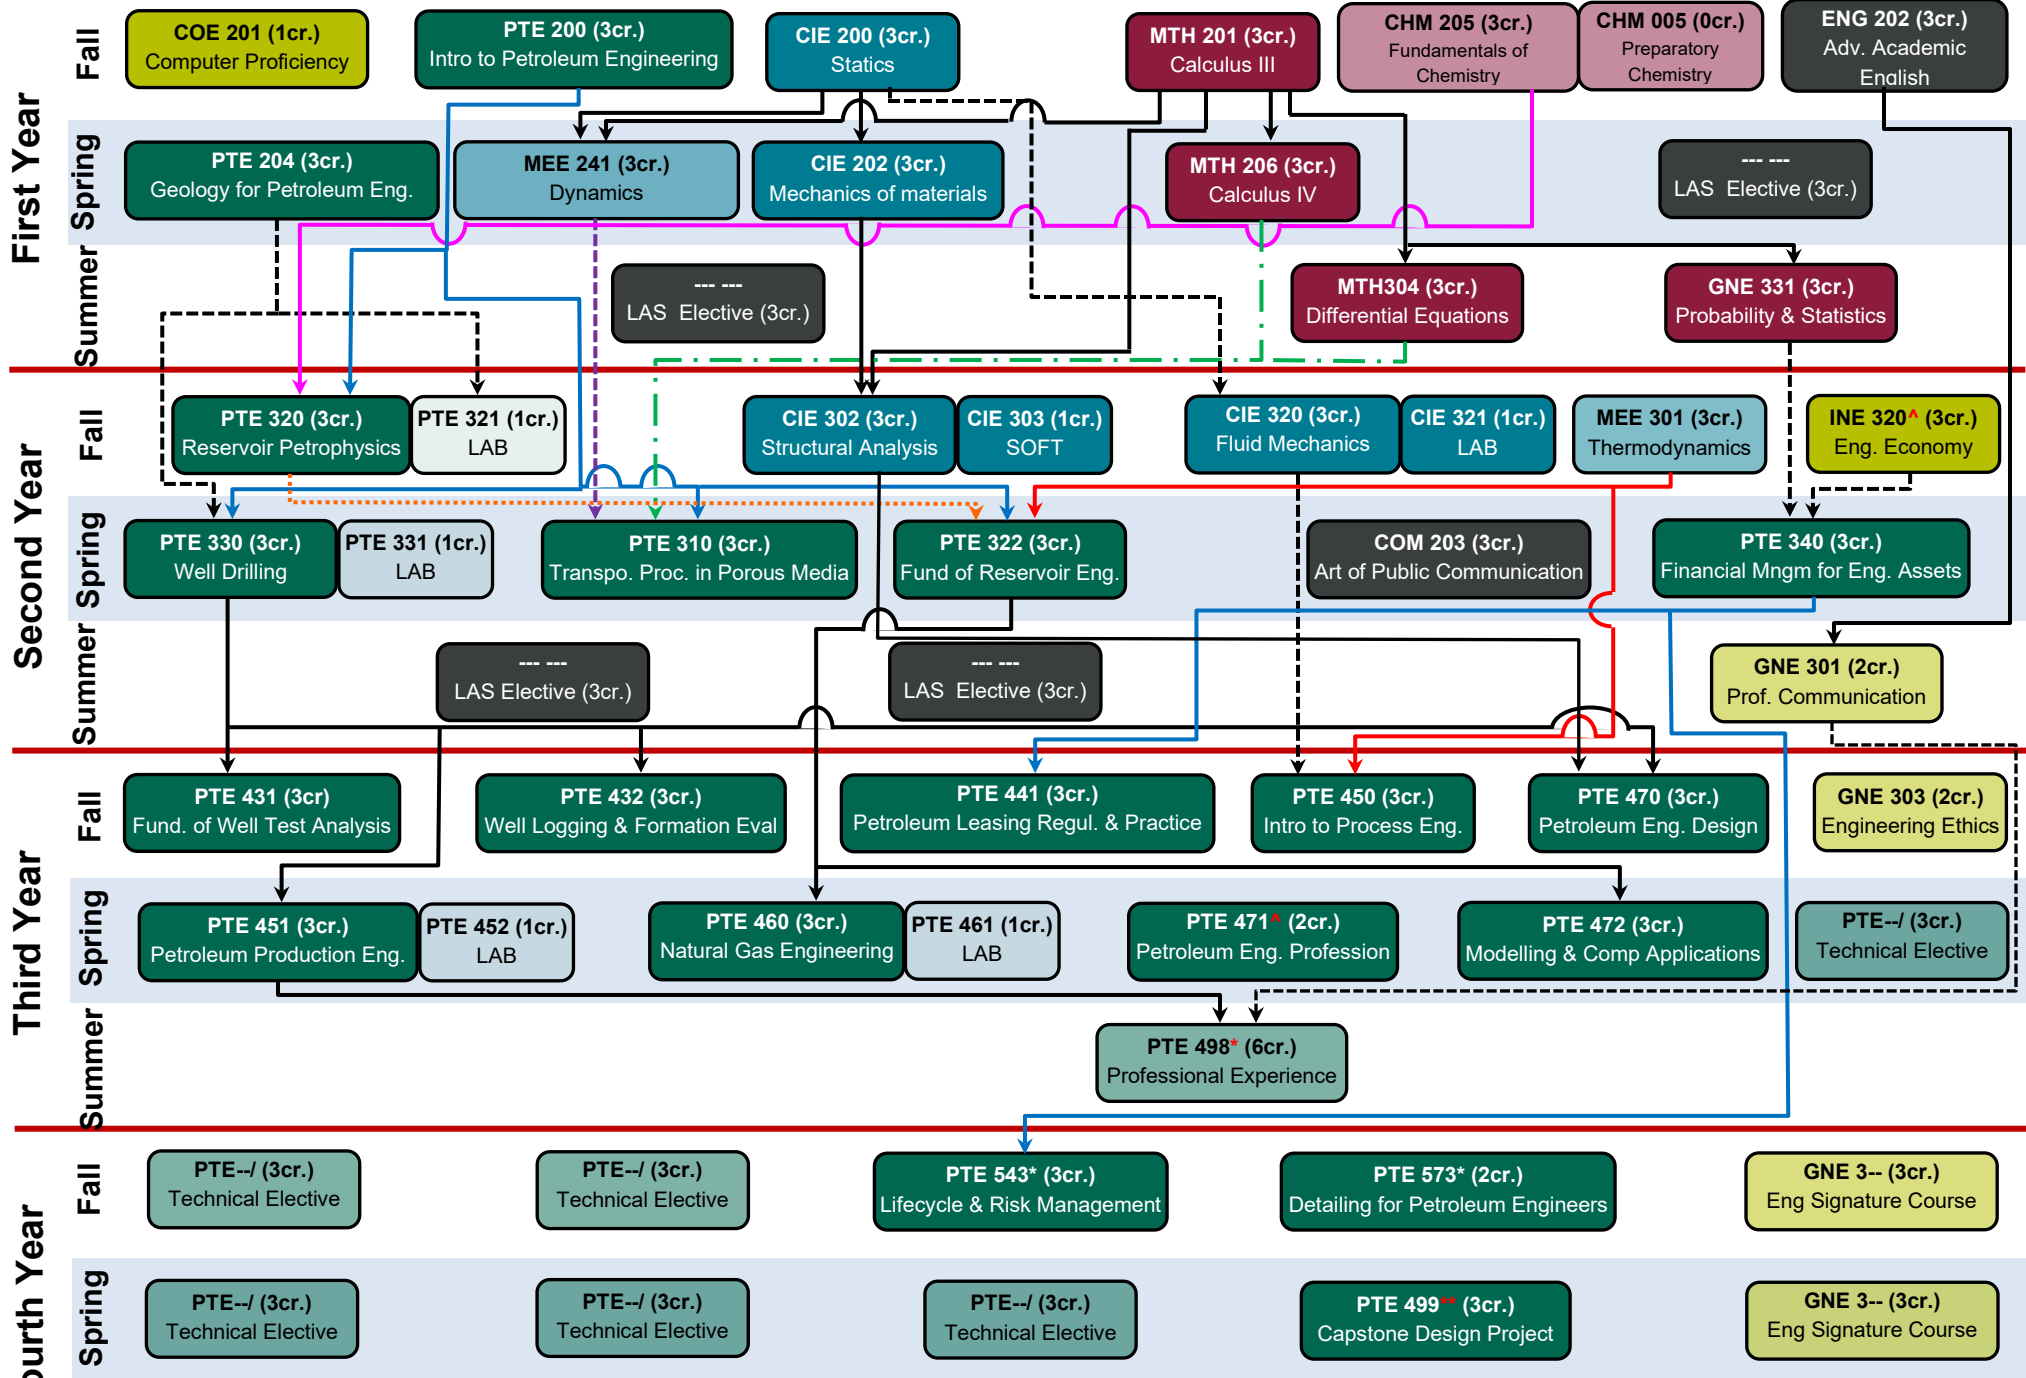 First Year
Fall
COE 201 (1cr.)
Computer Proficiency
PTE 200 (3cr.)
Intro to Petroleum Engineering
CIE 200 (3cr.)
Statics
MTH 201 (3cr.)
Calculus III
CHM 205 (3cr.)
Fundamentals of
Chemistry
CHM 005 (0cr.)
Preparatory
Chemistry
ENG 202 (3cr.)
Adv. Academic
English
Spring
PTE 204 (3cr.)
Geology for Petroleum Eng.
MEE 241 (3cr.)
Dynamics
CIE 202 (3cr.)
Mechanics of materials
MTH 206 (3cr.)
Calculus IV
--- ---
LAS  Elective (3cr.)
Summer
--- ---
LAS  Elective (3cr.)
MTH304 (3cr.)
Differential Equations
GNE 331 (3cr.)
Probability & Statistics
Second Year
Fall
PTE 320 (3cr.)
Reservoir Petrophysics
PTE 321 (1cr.)
LAB
CIE 302 (3cr.)
Structural Analysis
CIE 303 (1cr.)
SOFT
CIE 320 (3cr.)
Fluid Mechanics
CIE 321 (1cr.)
LAB
MEE 301 (3cr.)
Thermodynamics
INE 320^ (3cr.)
Eng. Economy
Spring
PTE 330 (3cr.)
Well Drilling
PTE 331 (1cr.)
LAB
PTE 310 (3cr.)
Transpo. Proc. in Porous Media
PTE 322 (3cr.)
Fund of Reservoir Eng.
COM 203 (3cr.)
Art of Public Communication
PTE 340 (3cr.)
Financial Mngm for Eng. Assets
Summer
--- ---
LAS Elective (3cr.)
--- ---
LAS  Elective (3cr.)
GNE 301 (2cr.)
Prof. Communication
Third Year
Fall
PTE 431 (3cr)
Fund. of Well Test Analysis
PTE 432 (3cr.)
Well Logging & Formation Eval
PTE 441 (3cr.)
Petroleum Leasing Regul. & Practice
PTE 450 (3cr.)
Intro to Process Eng.
PTE 470 (3cr.)
Petroleum Eng. Design
GNE 303 (2cr.)
Engineering Ethics
Spring
PTE 451 (3cr.)
Petroleum Production Eng.
PTE 452 (1cr.)
LAB
PTE 460 (3cr.)
Natural Gas Engineering
PTE 461 (1cr.)
LAB
PTE 471^ (2cr.)
Petroleum Eng. Profession
PTE 472 (3cr.)
Modelling & Comp Applications
PTE--/ (3cr.)
Technical Elective
Summer
PTE 498* (6cr.)
Professional Experience
ourth Year
Fall
PTE--/ (3cr.)
Technical Elective
PTE--/ (3cr.)
Technical Elective
PTE 543* (3cr.)
Lifecycle & Risk Management
PTE 573* (2cr.)
Detailing for Petroleum Engineers
GNE 3-- (3cr.)
Eng Signature Course
Spring
PTE--/ (3cr.)
Technical Elective
PTE--/ (3cr.)
Technical Elective
PTE--/ (3cr.)
Technical Elective
PTE 499** (3cr.)
Capstone Design Project
GNE 3-- (3cr.)
Eng Signature Course